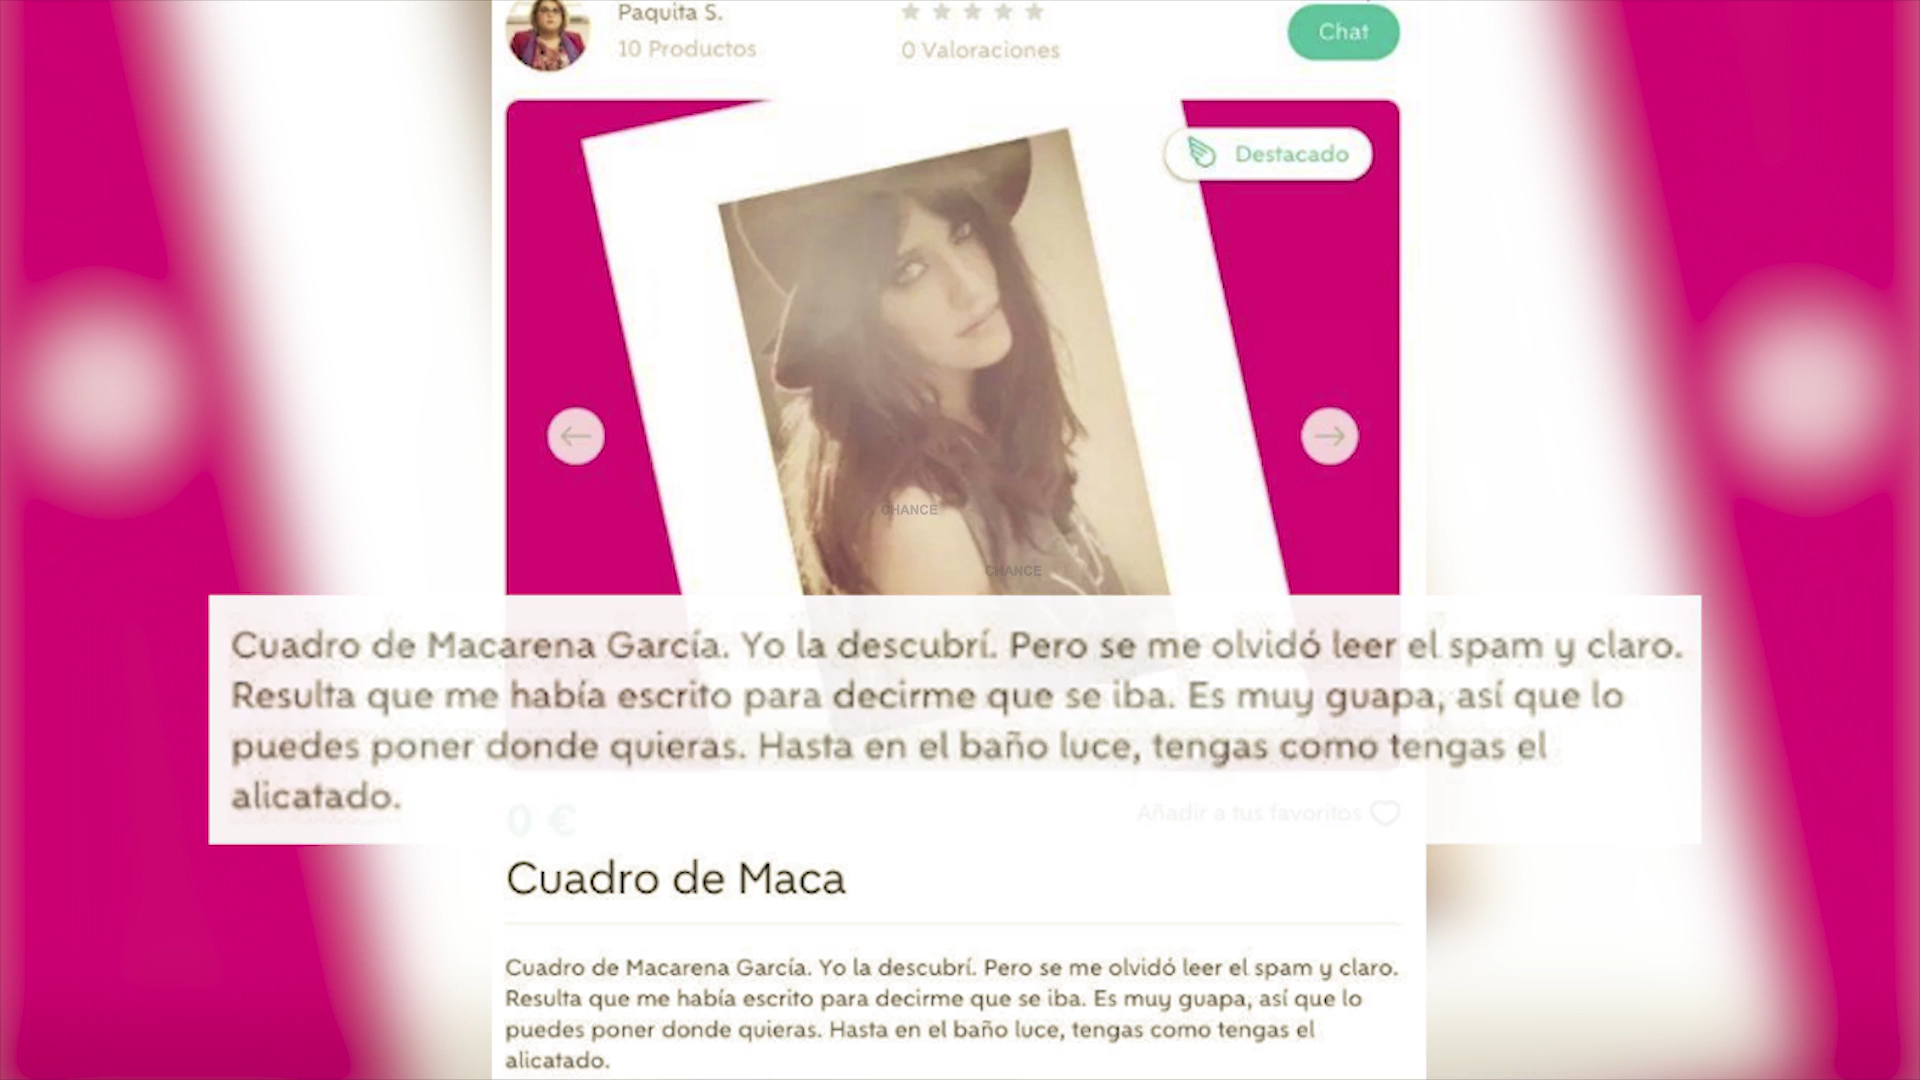 Paquita S.
10 Productos
0 Valoraciones
Chat
Destacado
CHANCE
CHANCE
Cuadro de Macarena García. Yo la descubrí. Pero se me olvidó leer el spam y claro.
Resulta que me había escrito para decirme que se iba. Es muy guapa, así que lo
puedes poner donde quieras. Hasta en el baño luce, tengas como tengas el
alicatado.
0 €
Añadir a tus favoritos
Cuadro de Maca
Cuadro de Macarena García. Yo la descubrí. Pero se me olvidó leer el spam y claro.
Resulta que me había escrito para decirme que se iba. Es muy guapa, así que lo
puedes poner donde quieras. Hasta en el baño luce, tengas como tengas el
alicatado.